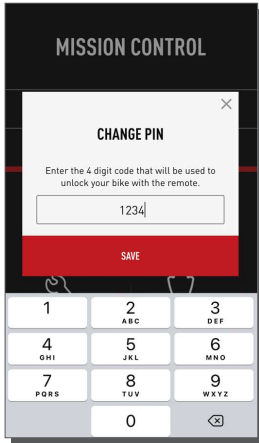 MISSION CONTROL
CHANGE PIN
Enter the 4 digit code that will be used to
unlock your bike with the remote.
1234
SAVE
1 2 3
ABC DEF
4 5 6
GHI JKL MNO
7 8 9
PQRS TUV WXYZ
0